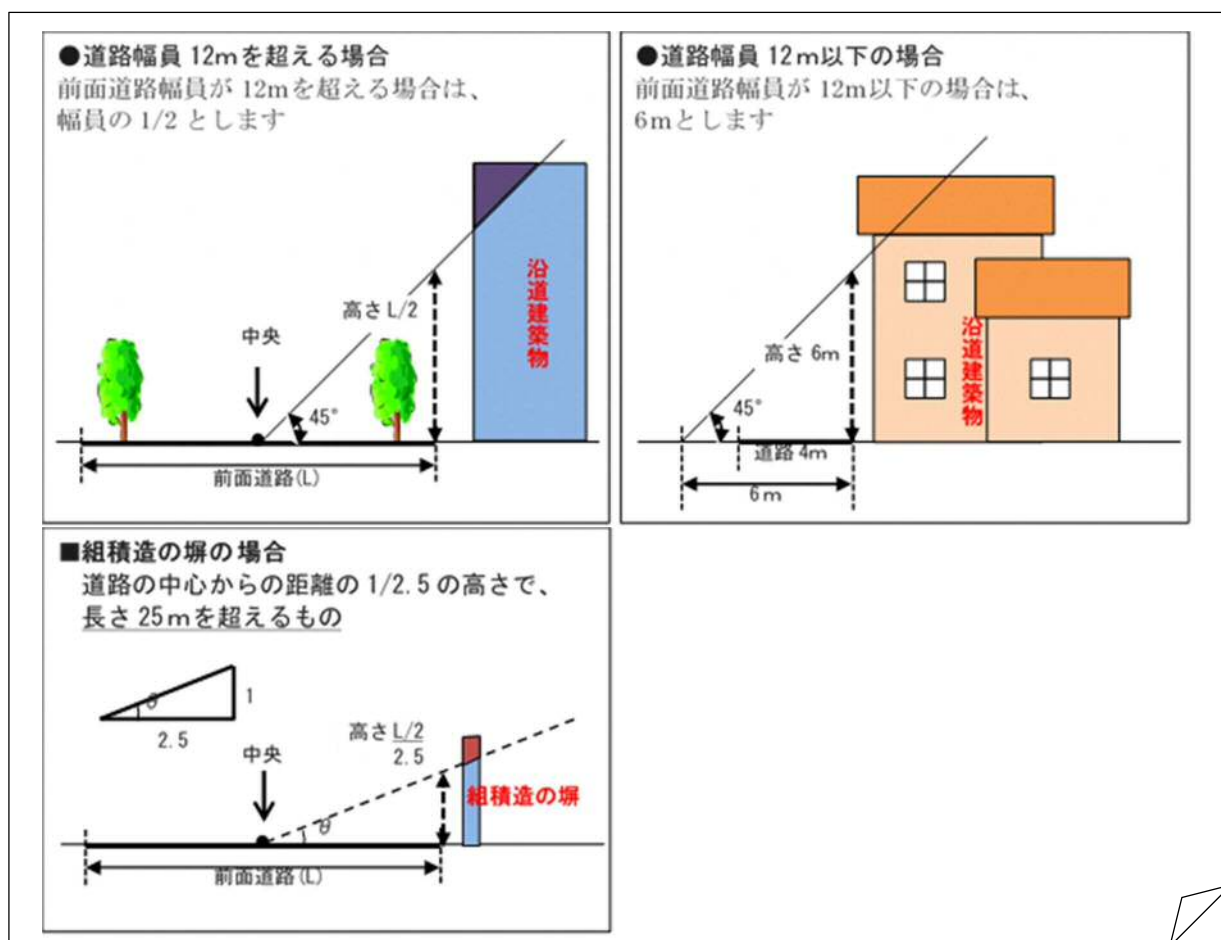 ●道路幅員 12mを超える場合
前面道路幅員が 12mを超える場合は、
幅員の 1/2 とします
高さ L/2
中央
45°
前面道路(L)
沿道建築物
●道路幅員 12m以下の場合
前面道路幅員が 12m以下の場合は、
6mとします
高さ 6m
45°
道路 4m
6m
沿道建築物
■組積造の塀の場合
道路の中心からの距離の 1/2.5 の高さで、
長さ 25mを超えるもの
θ
1
2.5
中央
高さ L/2
2.5
組積造の塀
θ
前面道路(L)